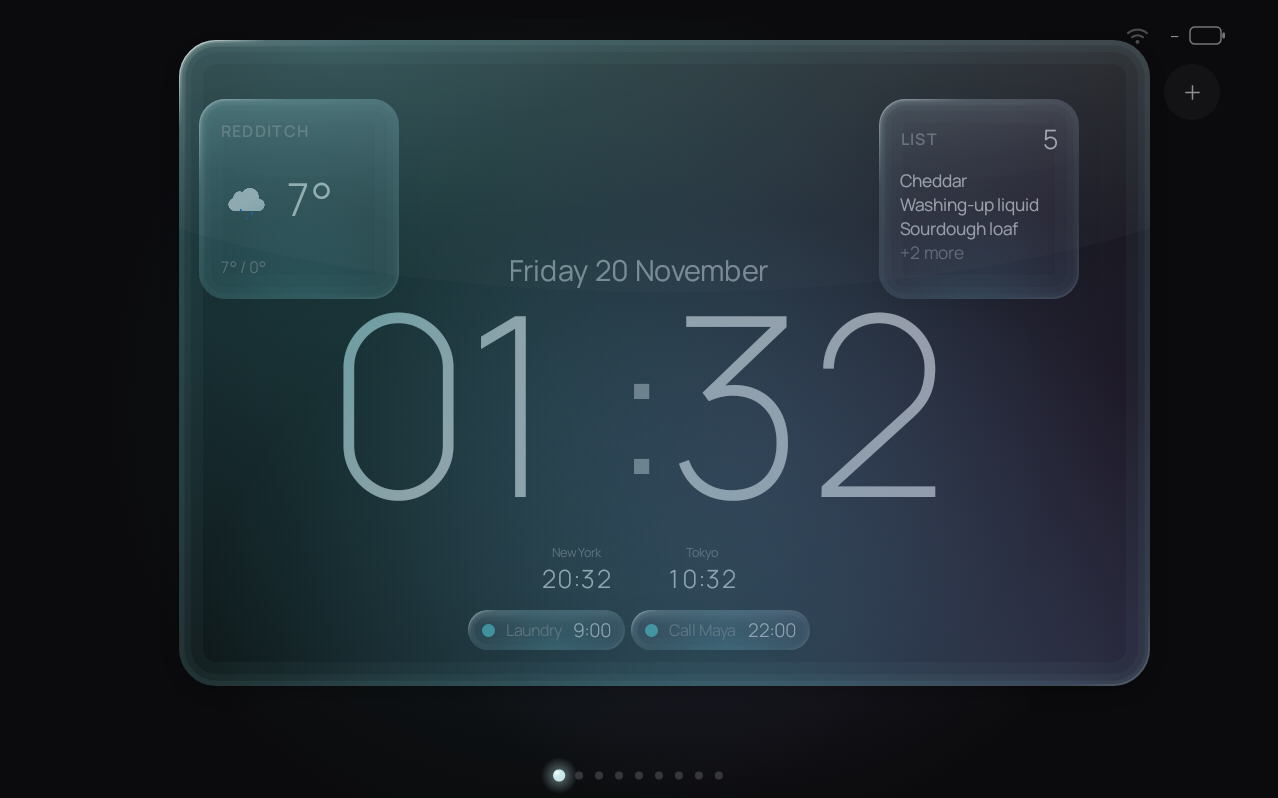 REDDITCH
7°
7° / 0°
LIST
5
Cheddar
Washing-up liquid
Sourdough loaf
+2 more
Friday 20 November
01:32
New York
20:32
Tokyo
10:32
Laundry 9:00
Call Maya 22:00